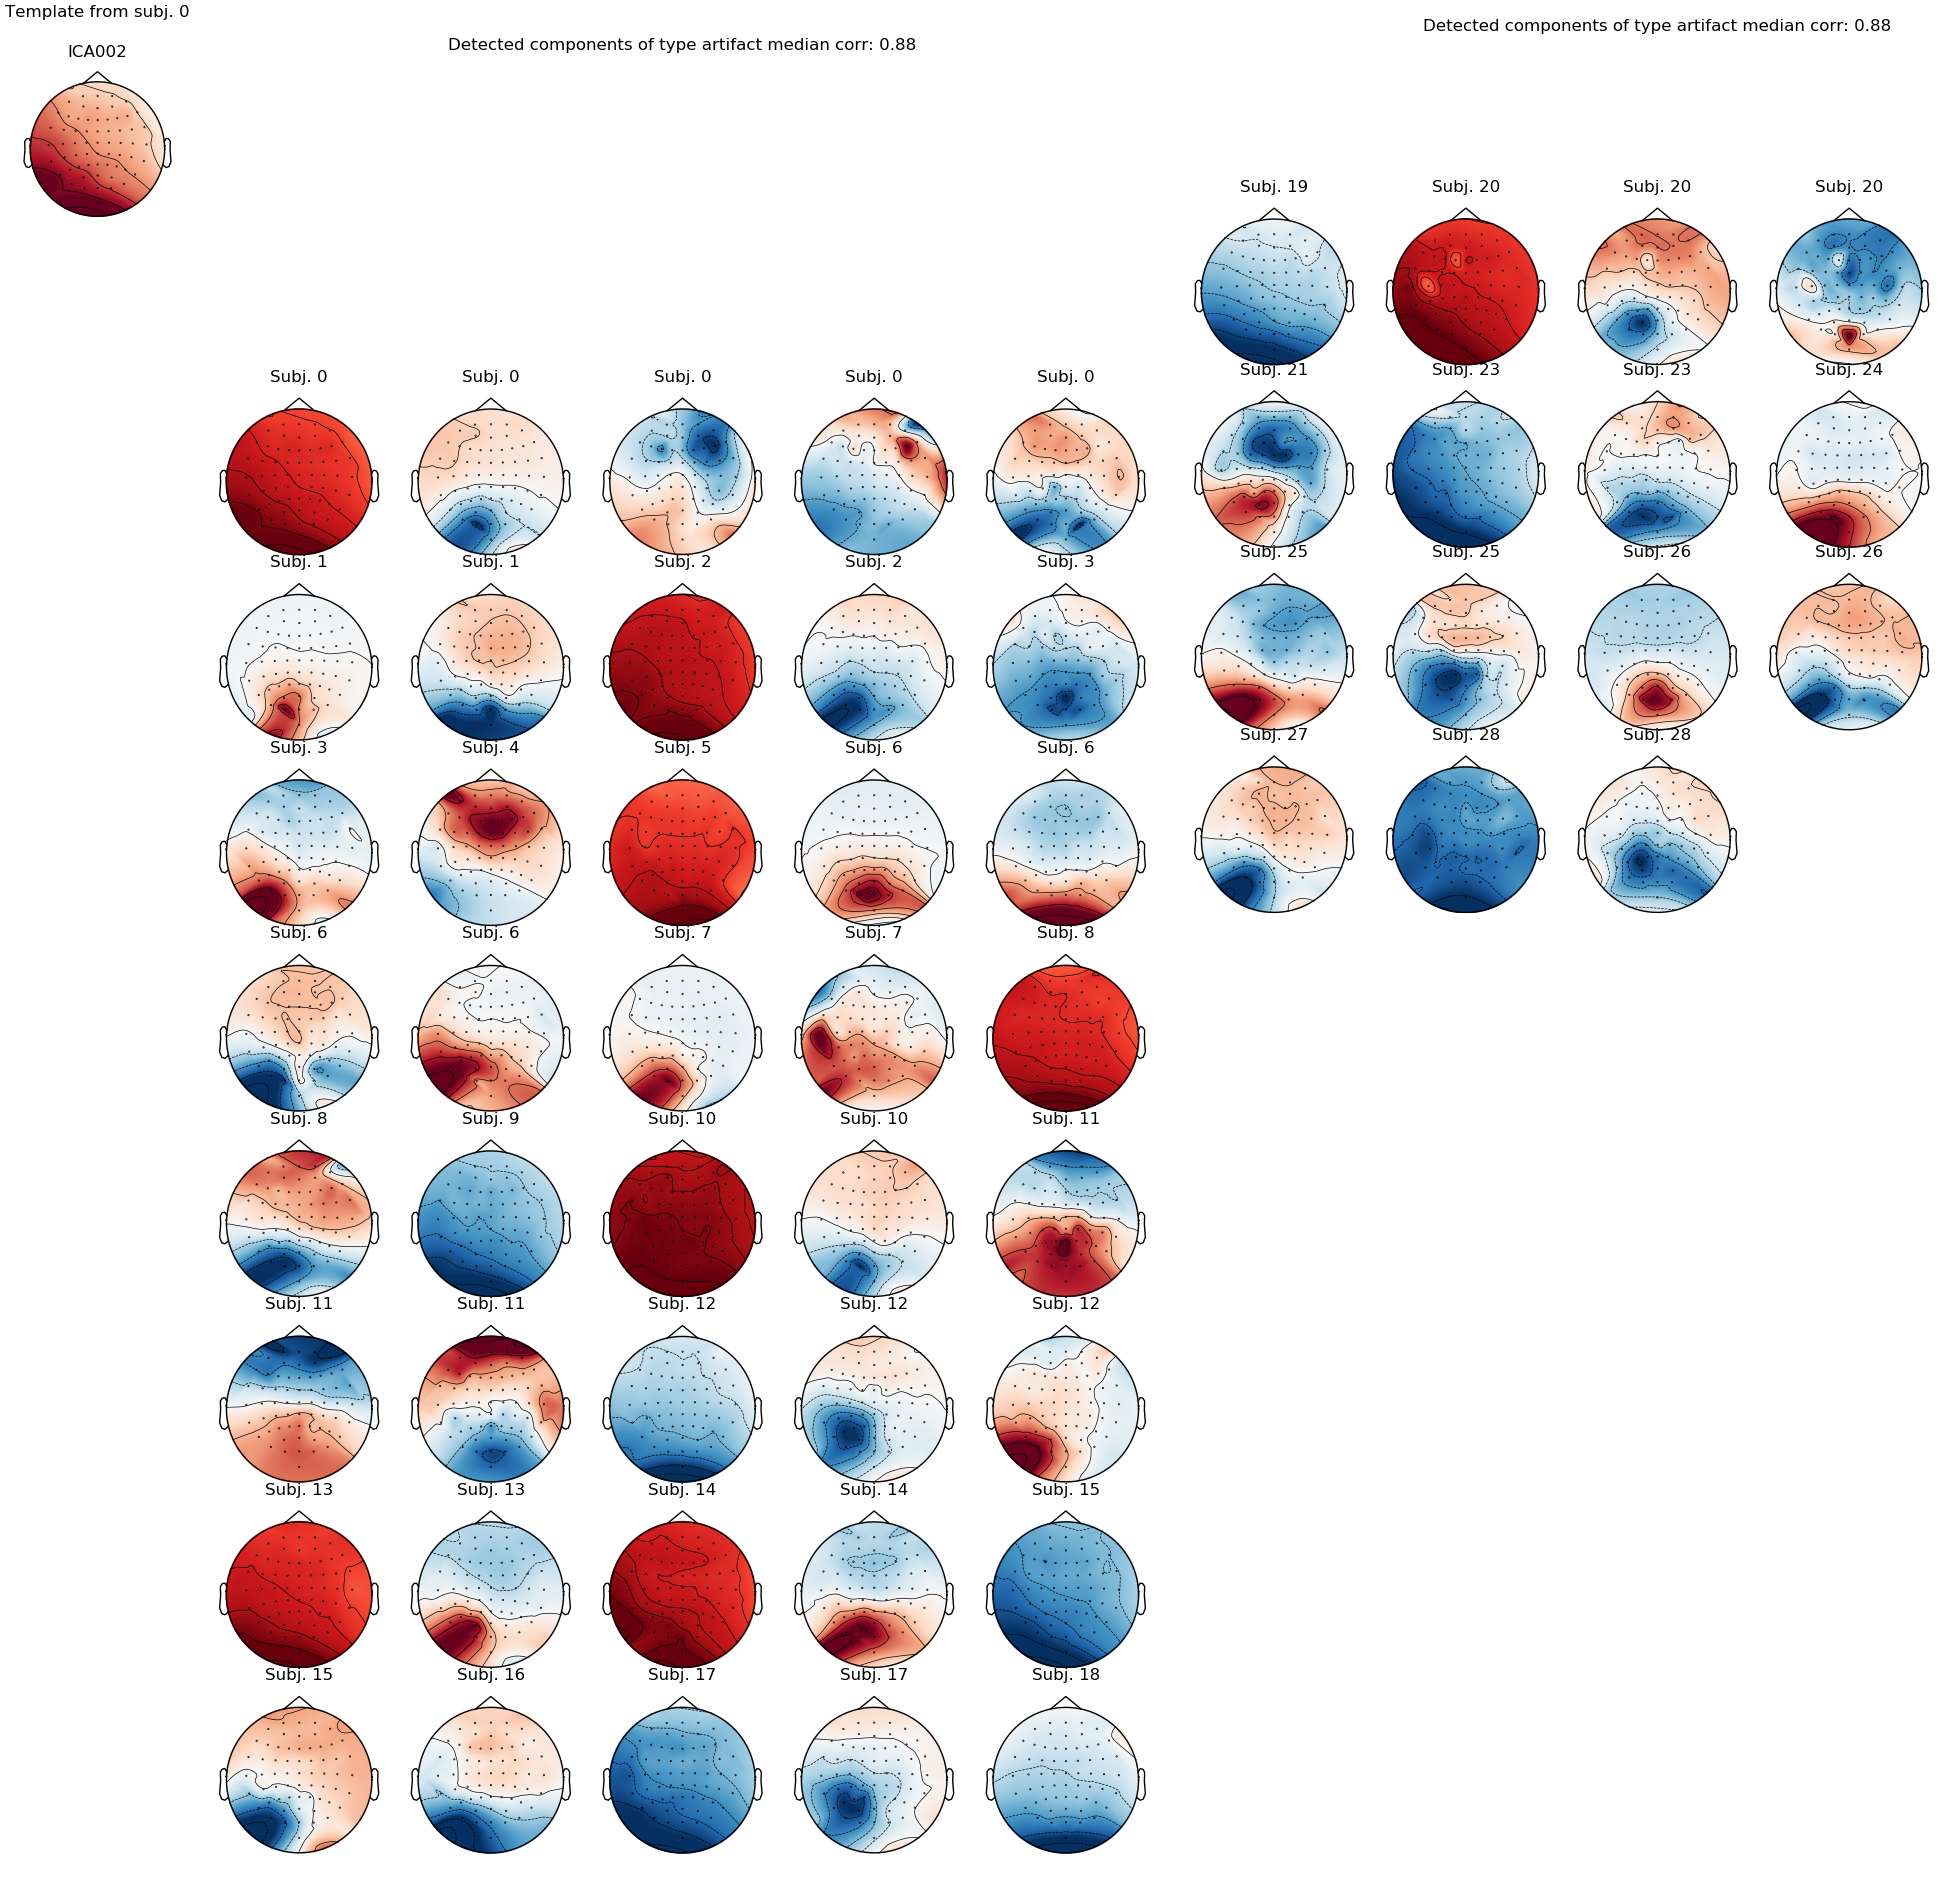 Template from subj. 0
ICA002
Detected components of type artifact median corr: 0.88
Subj. 0 Subj. 0 Subj. 0 Subj. 0 Subj. 0
Subj. 1 Subj. 1 Subj. 2 Subj. 2 Subj. 3
Subj. 3 Subj. 4 Subj. 5 Subj. 6 Subj. 6
Subj. 6 Subj. 6 Subj. 7 Subj. 7 Subj. 8
Subj. 8 Subj. 9 Subj. 10 Subj. 10 Subj. 11
Subj. 11 Subj. 11 Subj. 12 Subj. 12 Subj. 12
Subj. 13 Subj. 13 Subj. 14 Subj. 14 Subj. 15
Subj. 15 Subj. 16 Subj. 17 Subj. 17 Subj. 18
Detected components of type artifact median corr: 0.88
Subj. 19 Subj. 20 Subj. 20 Subj. 20
Subj. 21 Subj. 23 Subj. 23 Subj. 24
Subj. 25 Subj. 25 Subj. 26 Subj. 26
Subj. 27 Subj. 28 Subj. 28